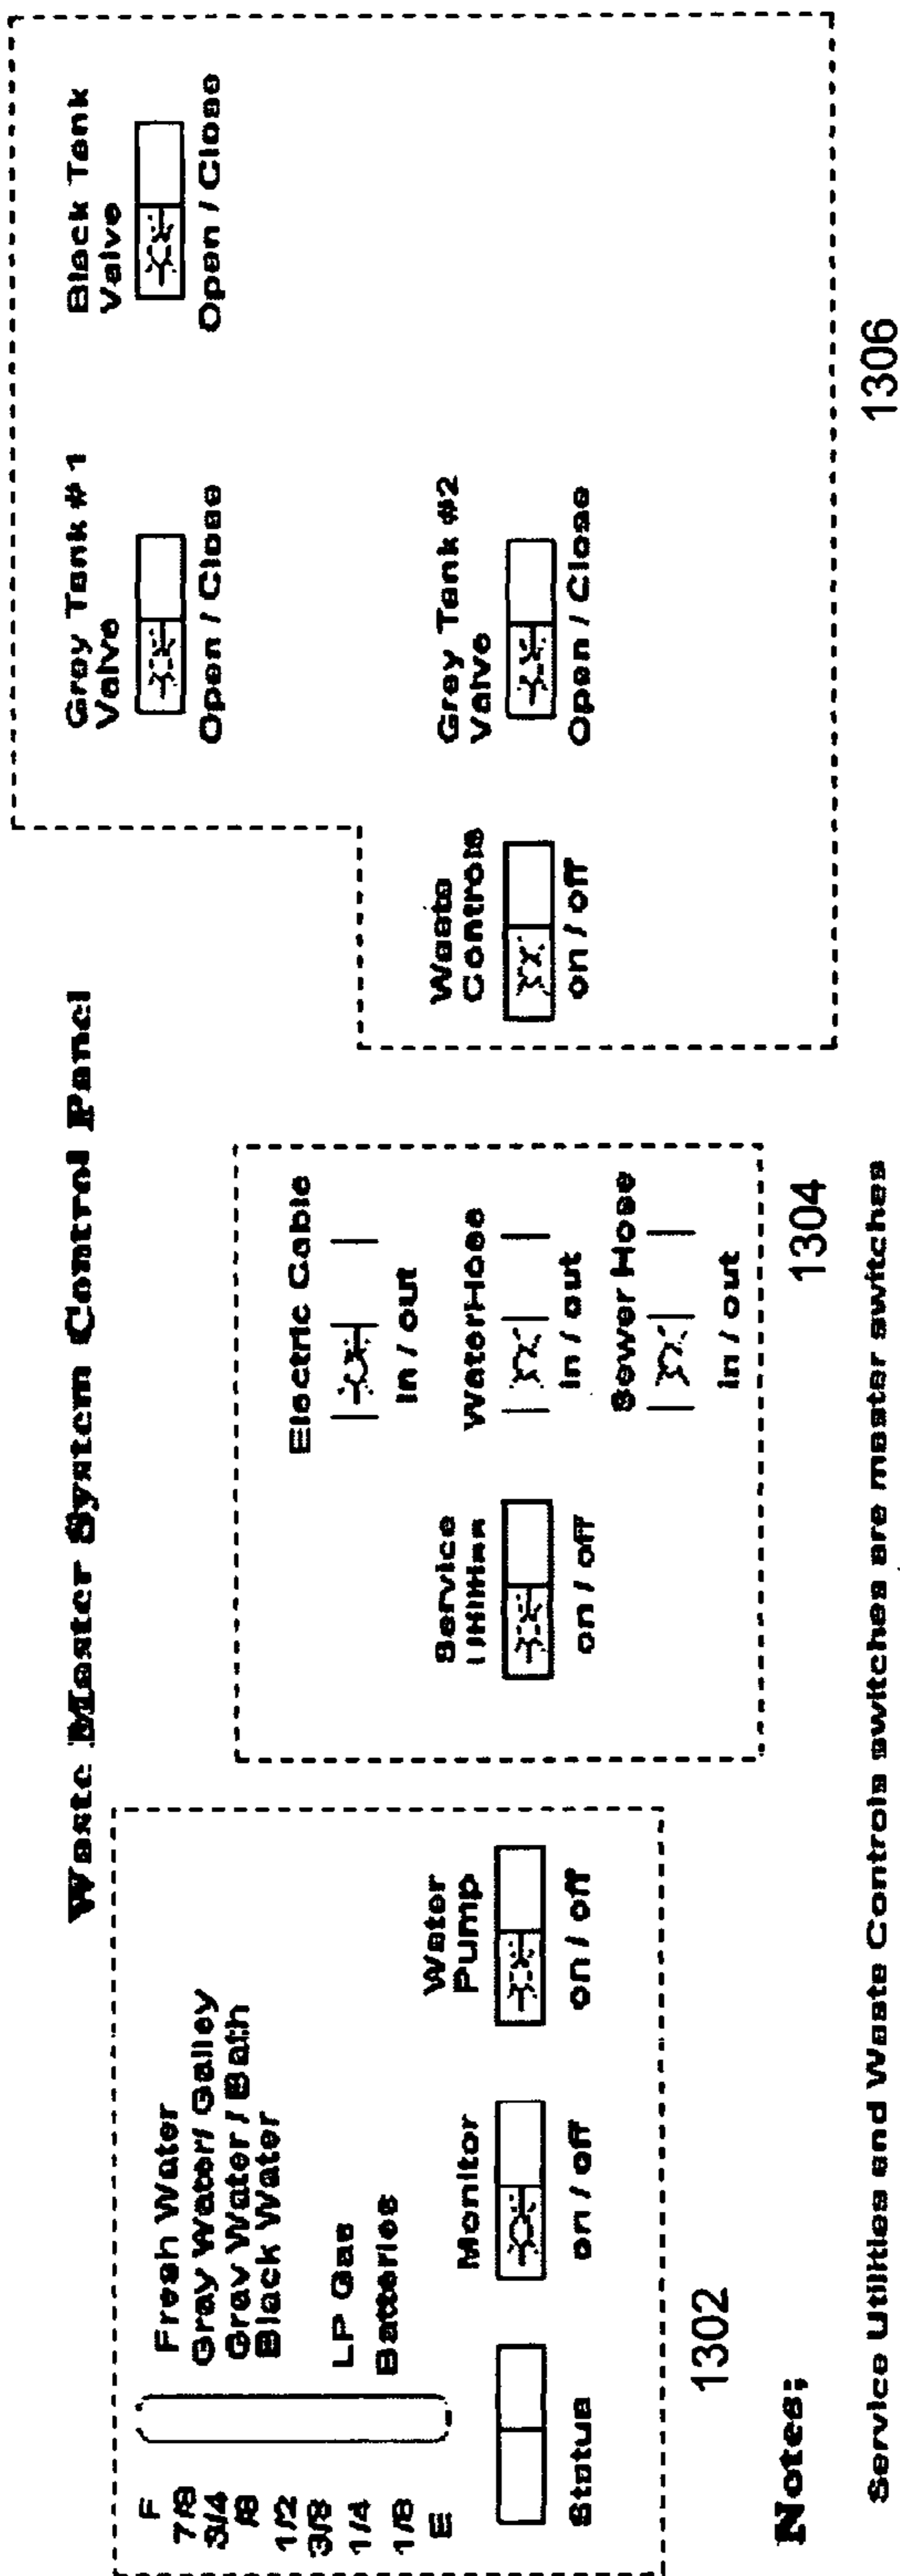 Waste Master System Control Panel
F
7/8
3/4
/8
1/2
3/8
1/4
1/8
E
Fresh Water
Gray Water/ Galley
Gray Water / Bath
Black Water
LP Gas
Batteries
Status
Monitor
on / off
Water
Pump
on / off
1302
Service
Utilities
on / off
Electric Cable
in / out
Water Hose
in / out
Sewer Hose
in / out
1304
Waste
Controls
on / off
Grey Tank # 1
Valve
Open / Close
Grey Tank #2
Valve
Open / Close
Black Tank
Valve
Open / Close
1306
Notes;
Service Utilities and Waste Controls switches are master switches